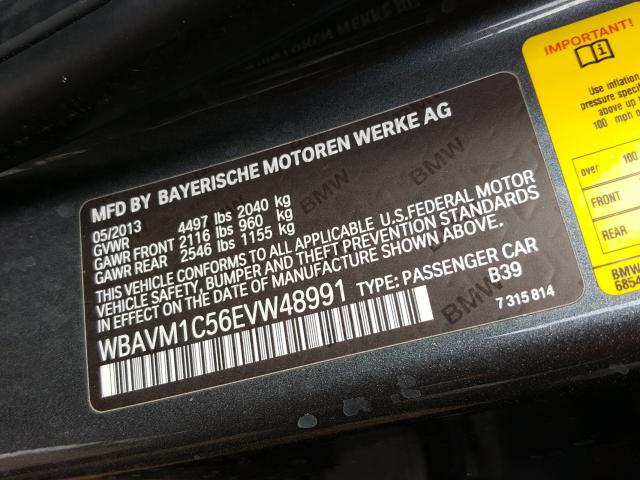 MFD BY BAYERISCHE MOTOREN WERKE AG
05/2013
GVWR 4497 lbs 2040 kg
GAWR FRONT 2116 lbs 960 kg
GAWR REAR 2546 lbs 1155 kg
THIS VEHICLE CONFORMS TO ALL APPLICABLE U.S.FEDERAL MOTOR
VEHICLE SAFETY, BUMPER AND THEFT PREVENTION STANDARDS
IN EFFECT ON THE DATE OF MANUFACTURE SHOWN ABOVE.
WBAVM1C56EVW48991 TYPE: PASSENGER CAR
B39
7 315 814
BMW
BMW
BMW
IMPORTANT!
Use inflation
pressure specif
above up to
100 mph o
over 100
FRONT
REAR
BMW
685